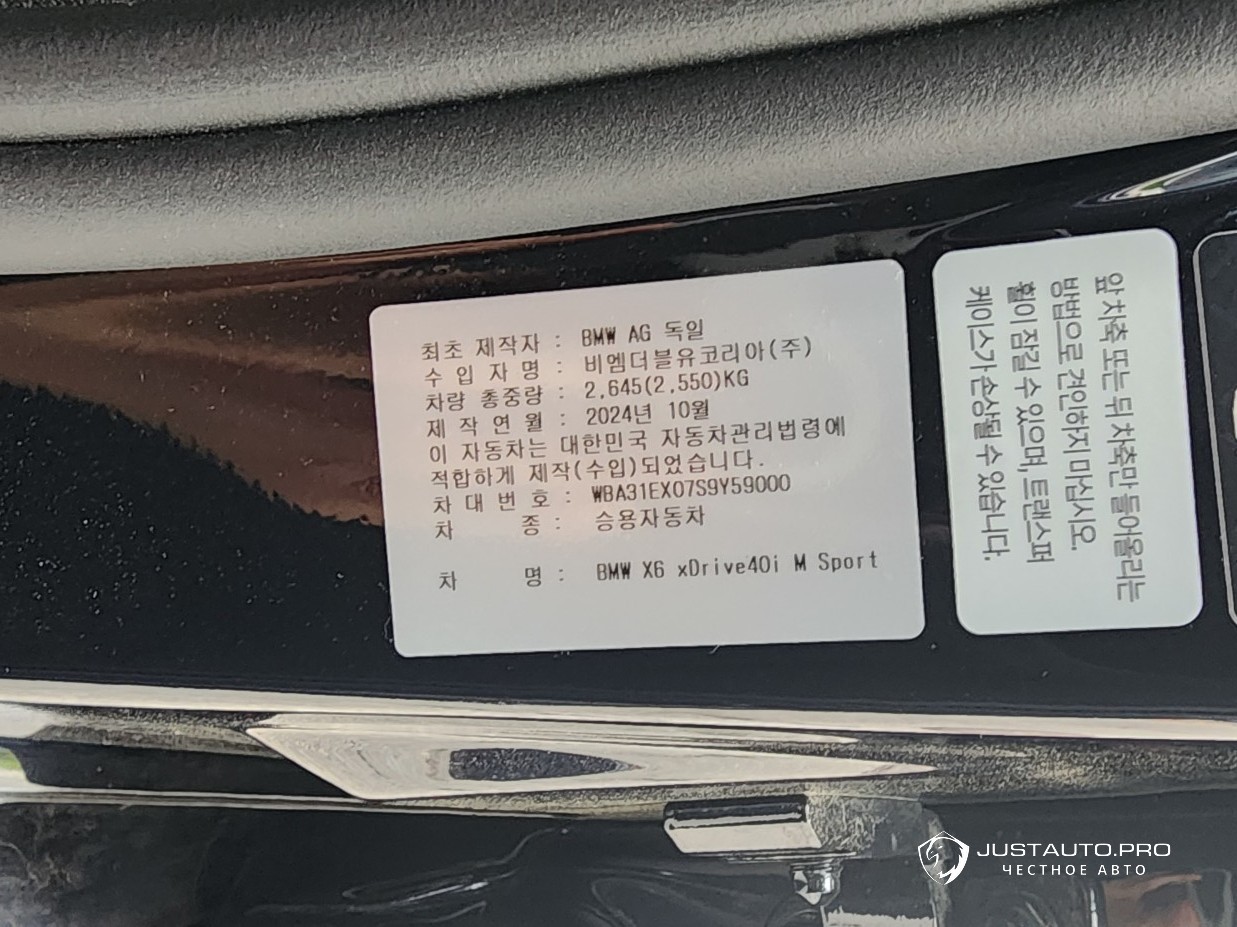 최초 제작자 : BMW AG 독일
수 입 자 명 : 비엠더블유코리아(주)
차량 총중량 : 2,645(2,550)KG
제 작 연 월 : 2024년 10월
이 자동차는 대한민국 자동차관리법령에
적합하게 제작(수입)되었습니다.
차 대 번 호 : WBA31EX07S9Y59000
차 종 : 승용자동차
차 명 : BMW X6 xDrive40i M Sport
앞 차축 또는 뒤 차축만 들어올리는
방법으로 견인하지 마십시오.
휠이 잠길 수 있으며, 트랜스퍼
케이스가 손상될 수 있습니다.
JUSTAUTO.PRO
ЧЕСТНОЕ АВТО